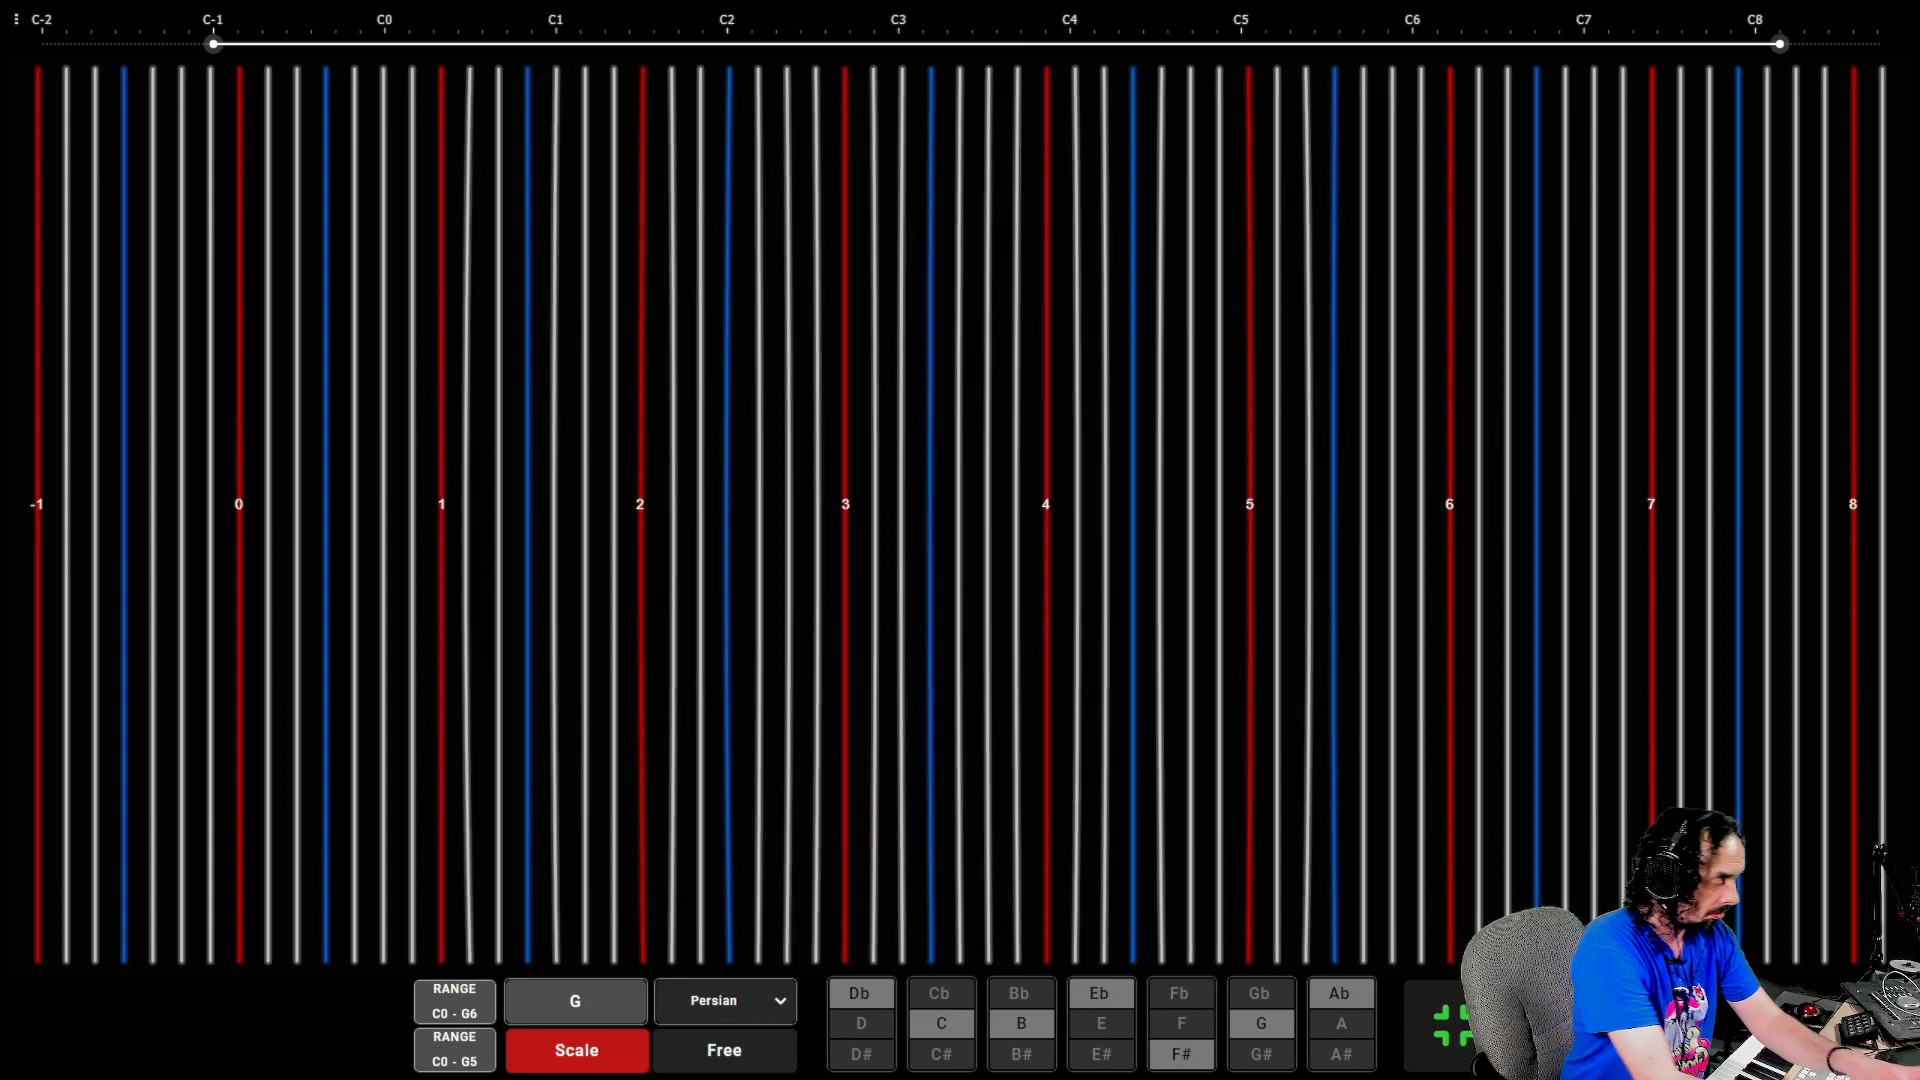 C-2 C-1 C0 C1 C2 C3 C4 C5 C6 C7 C8
-1 0 1 2 3 4 5 6 7 8
RANGE
C0 - G6
RANGE
C0 - G5
G
Persian
Scale
Free
Db Cb Bb Eb Fb Gb Ab
D C B E F G A
D# C# B# E# F# G# A#